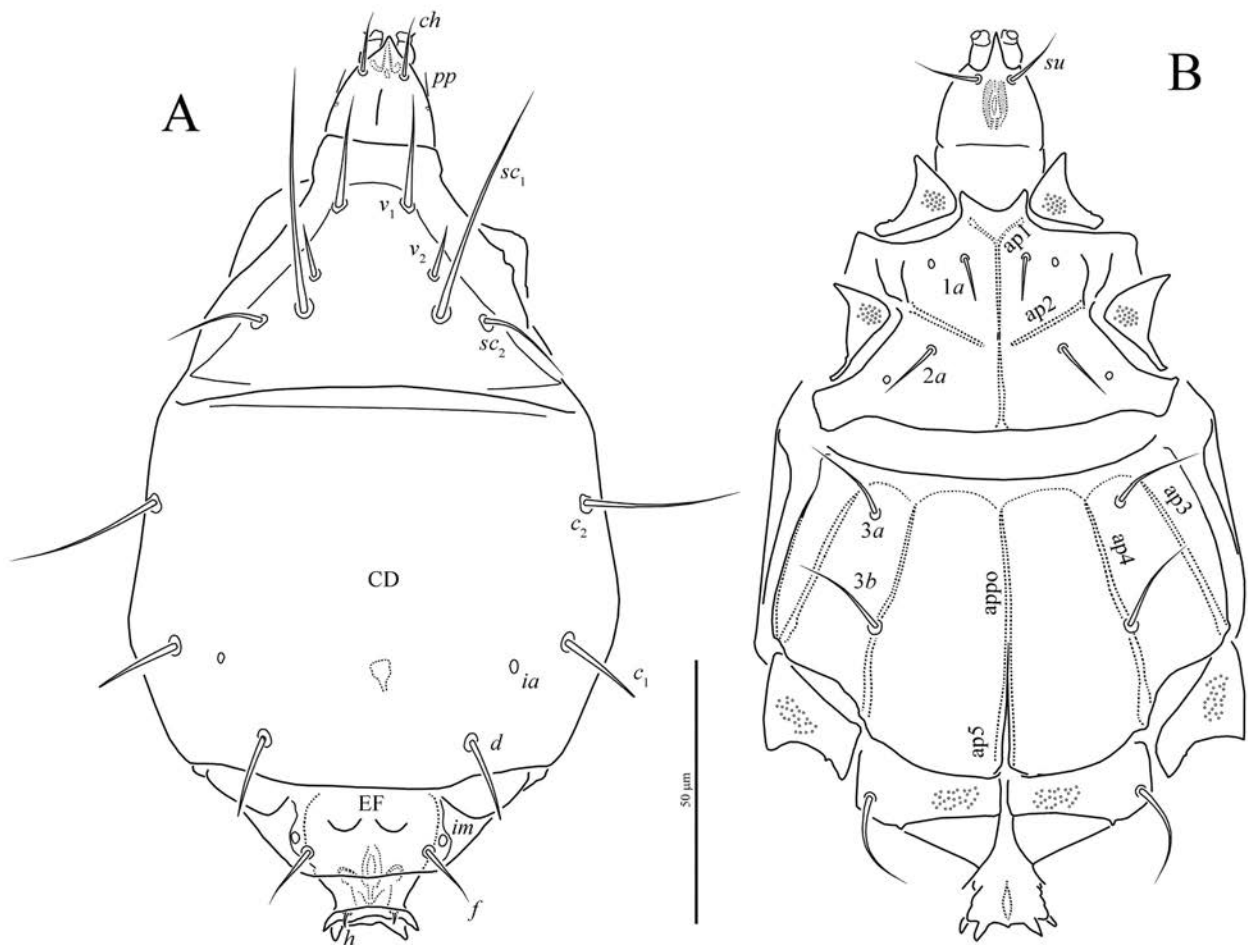 A
ch
pp
sc₁
v₁
v₂
sc₂
c₂
CD
ia
c₁
d
EF
im
f
h
50 µm
B
su
ap1
1a
ap2
2a
3a
ap3
ap4
3b
appo
ap5